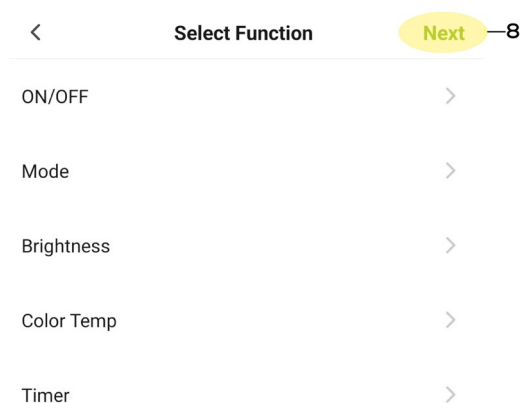 Select Function Next 8
ON/OFF
Mode
Brightness
Color Temp
Timer